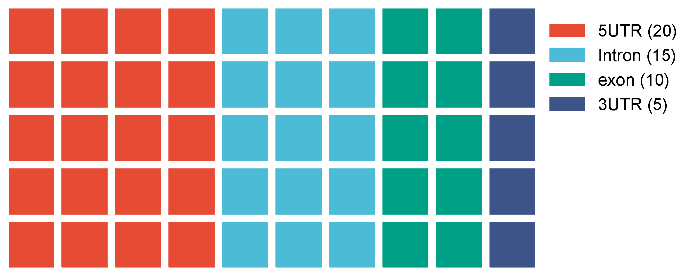 5UTR (20)
Intron (15)
exon (10)
3UTR (5)